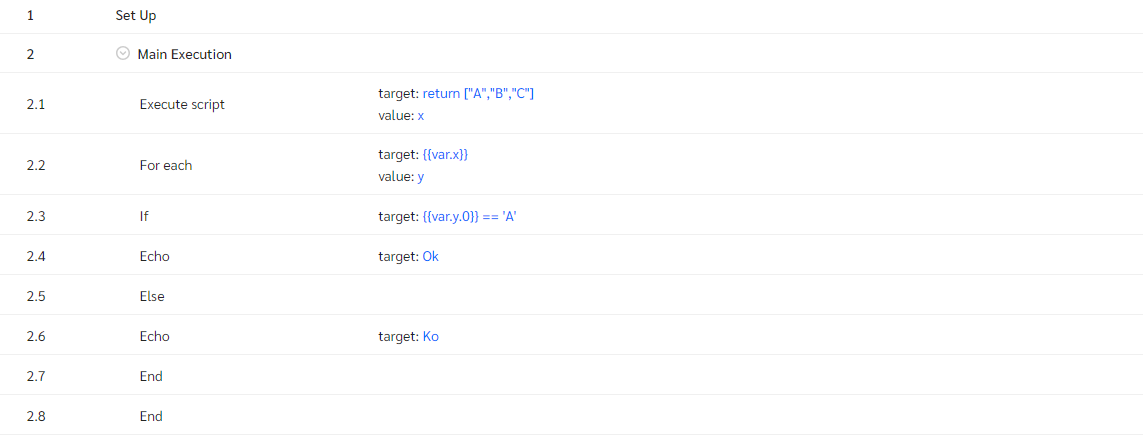 1 Set Up
2 Main Execution
2.1 Execute script target: return ["A","B","C"]
value: x
2.2 For each target: {{var.x}}
value: y
2.3 If target: {{var.y.0}} == 'A'
2.4 Echo target: Ok
2.5 Else
2.6 Echo target: Ko
2.7 End
2.8 End